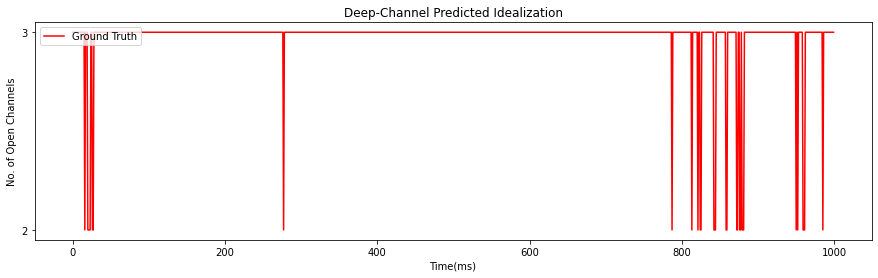 Deep-Channel Predicted Idealization
Ground Truth
No. of Open Channels
3
2
0
200
400
600
800
1000
Time(ms)